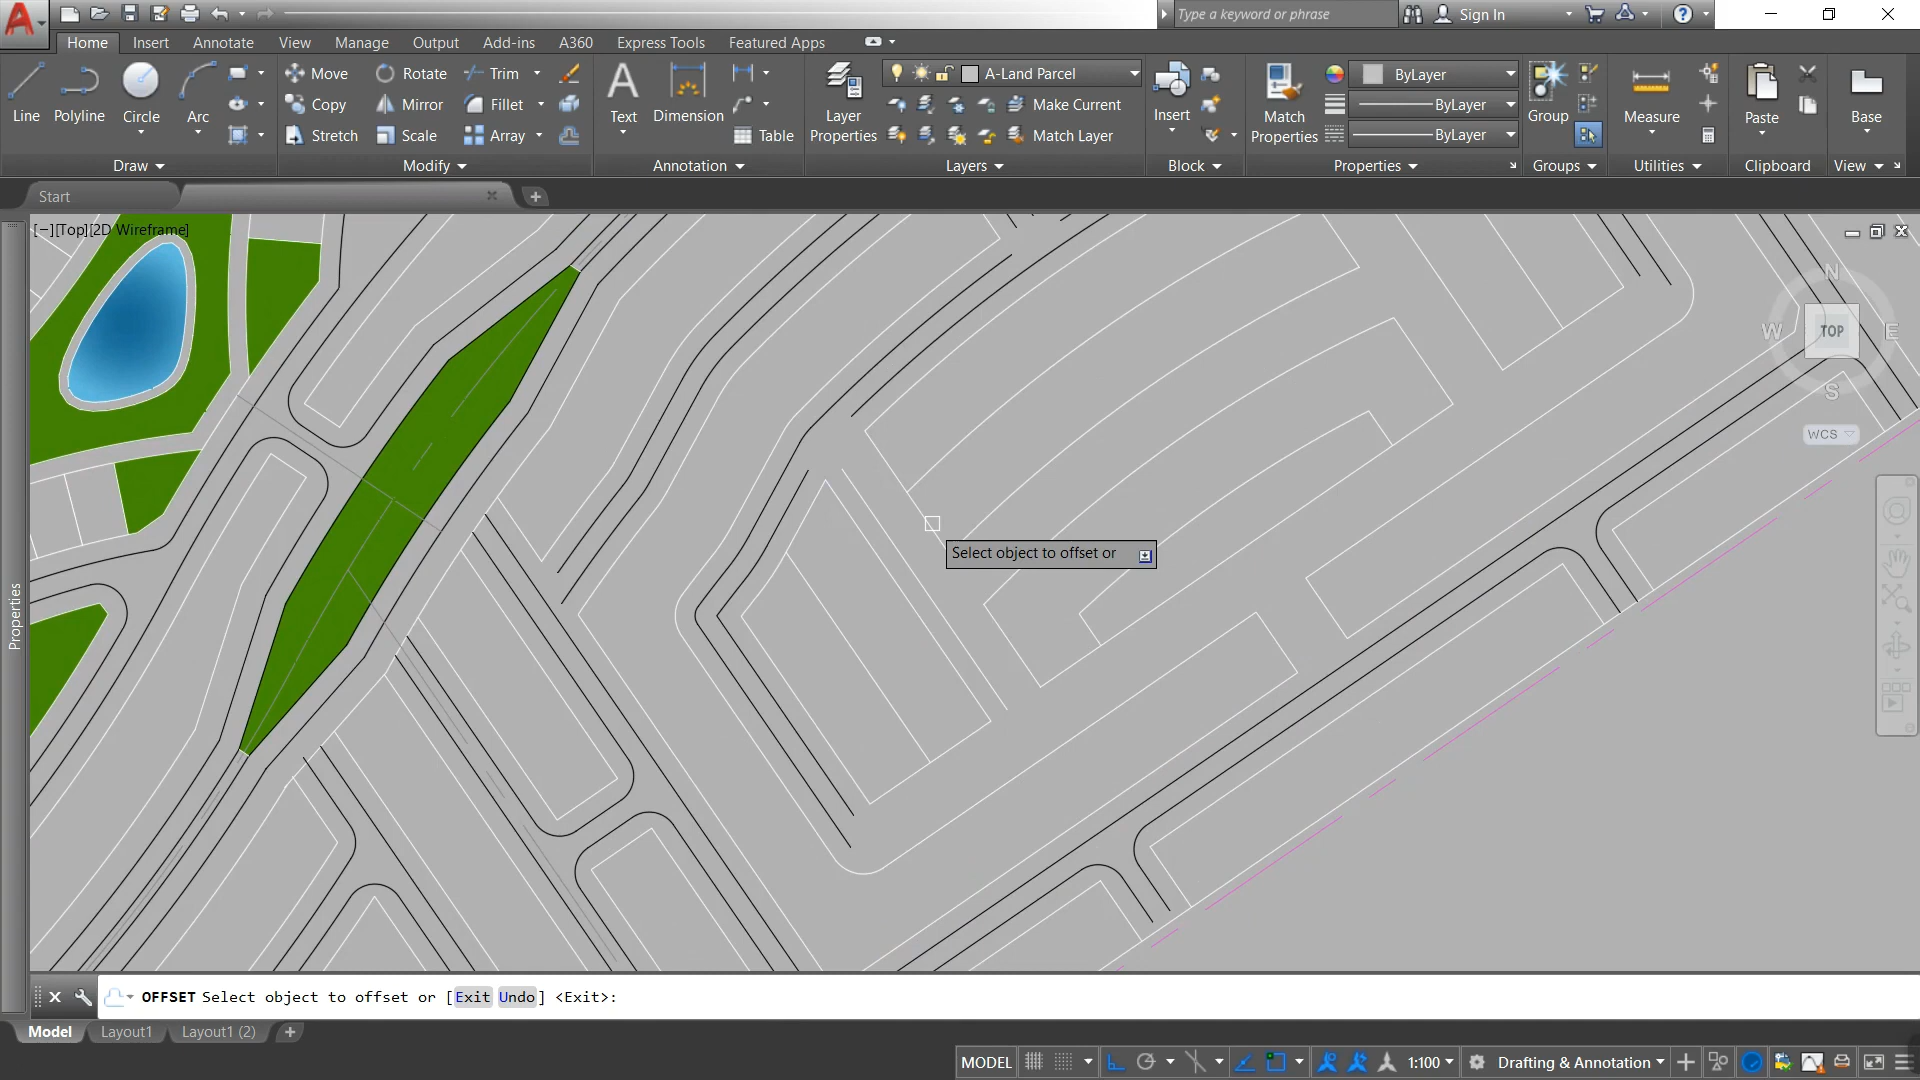 Type a keyword or phrase
Sign In
Home Insert Annotate View Manage Output Add-ins A360 Express Tools Featured Apps
Line Polyline Circle Arc
Move Rotate Trim
Copy Mirror Fillet
Stretch Scale Array
Text Dimension Table
Layer Properties
A-Land Parcel
Make Current
Match Layer
Insert
Match Properties
ByLayer
ByLayer
ByLayer
Group
Measure
Paste
Base
Draw Modify Annotation Layers Block Properties Groups Utilities Clipboard View
Start
[−][Top][2D Wireframe]
N
W TOP E
S
WCS
Properties
Select object to offset or
OFFSET Select object to offset or [Exit Undo] <Exit>:
Model Layout1 Layout1 (2)
MODEL 1:100 Drafting & Annotation